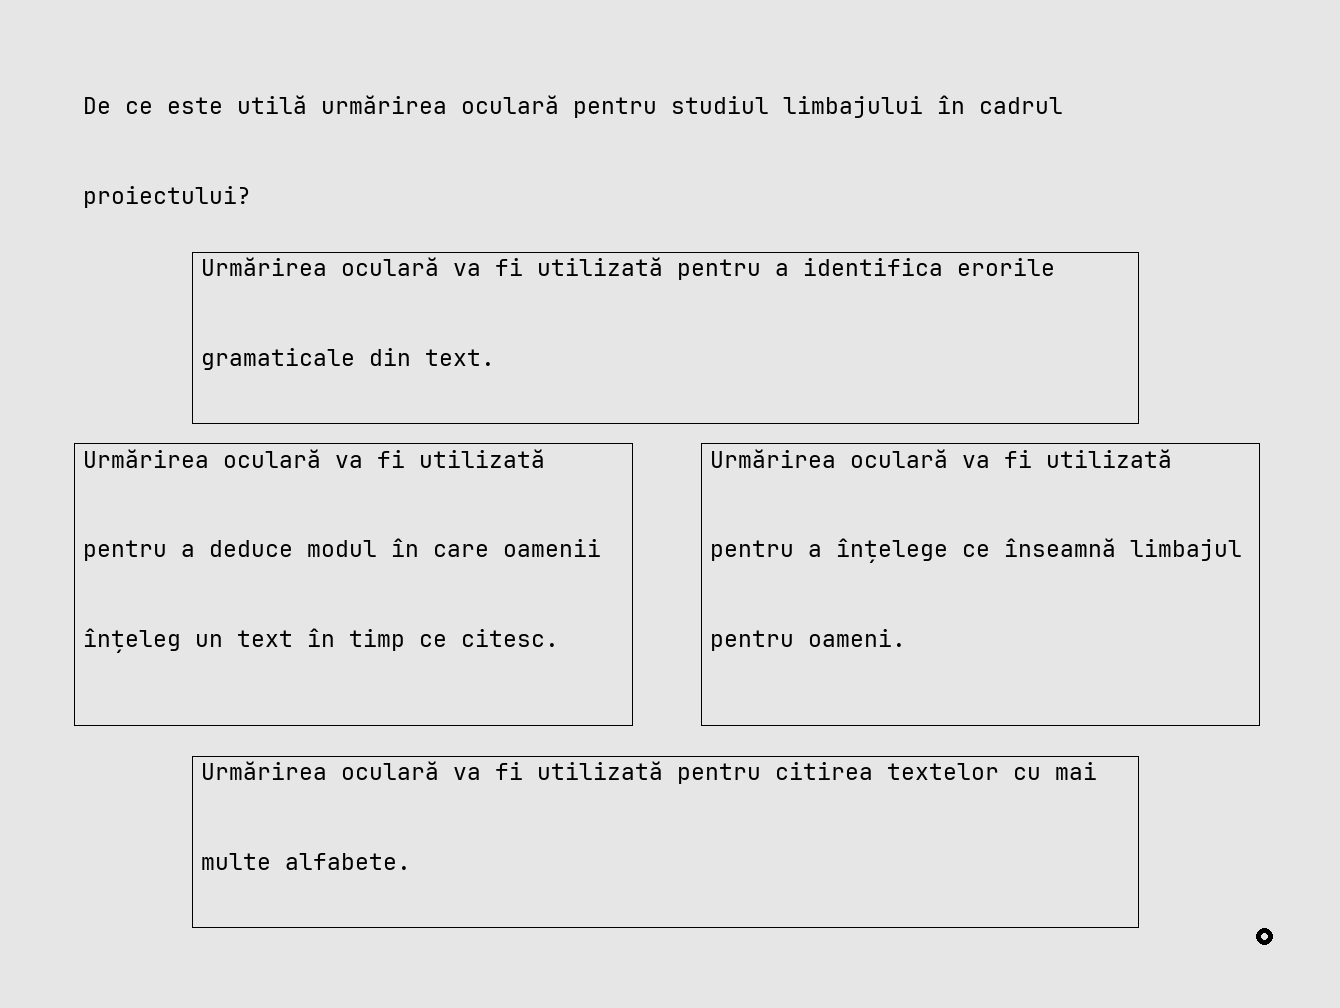 De ce este utilă urmărirea oculară pentru studiul limbajului în cadrul
proiectului?
Urmărirea oculară va fi utilizată pentru a identifica erorile
gramaticale din text.
Urmărirea oculară va fi utilizată
pentru a deduce modul în care oamenii
înțeleg un text în timp ce citesc.
Urmărirea oculară va fi utilizată
pentru a înțelege ce înseamnă limbajul
pentru oameni.
Urmărirea oculară va fi utilizată pentru citirea textelor cu mai
multe alfabete.